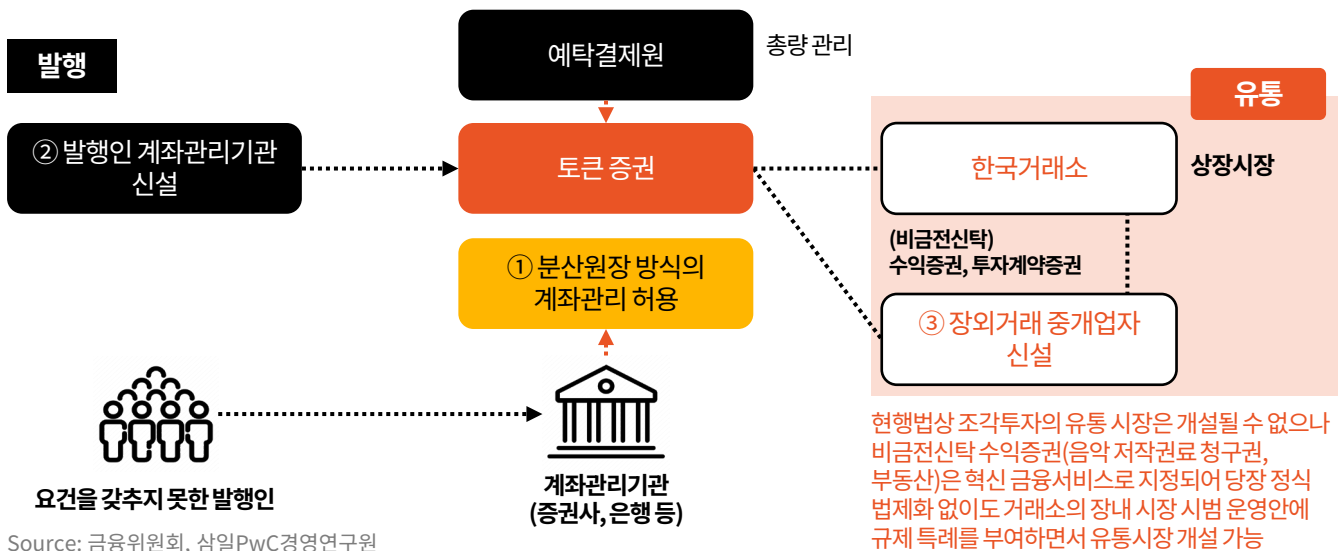 발행
예탁결제원
총량 관리
유통
② 발행인 계좌관리기관
신설
토큰 증권
한국거래소
상장시장
(비금전신탁)
수익증권, 투자계약증권
① 분산원장 방식의
계좌관리 허용
③ 장외거래 중개업자
신설
요건을 갖추지 못한 발행인
계좌관리기관
(증권사, 은행 등)
현행법상 조각투자의 유통 시장은 개설될 수 없으나
비금전신탁 수익증권(음악 저작권료 청구권,
부동산)은 혁신 금융서비스로 지정되어 당장 정식
법제화 없이도 거래소의 장내 시장 시범 운영안에
규제 특례를 부여하면서 유통시장 개설 가능
Source: 금융위원회, 삼일PwC경영연구원